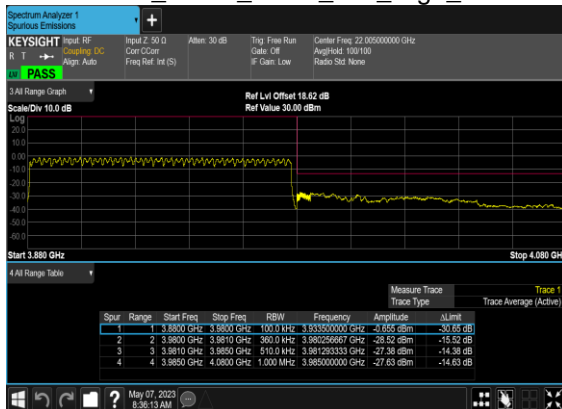 Spectrum Analyzer 1
Spurious Emissions
KEYSIGHT Input: RF Input Z: 50 Ω Atten: 30 dB Trig: Free Run Center Freq: 22.005000000 GHz
R T Coupling: DC Corr CCorr Gate: Off Avg|Hold: 100/100
Align: Auto Freq Ref: Int (S) IF Gain: Low Radio Std: None
PASS
3 All Range Graph
Ref Lvl Offset 18.62 dB
Scale/Div 10.0 dB Ref Value 30.00 dBm
Log
20.0
10.0
0.00
-10.0
-20.0
-30.0
-40.0
-50.0
-60.0
Start 3.880 GHz Stop 4.080 GH
4 All Range Table
Measure Trace Trace 1
Trace Type Trace Average (Active)
Spur Range Start Freq Stop Freq RBW Frequency Amplitude ΔLimit
1 1 3.8800 GHz 3.9800 GHz 100.0 kHz 3.933500000 GHz -0.655 dBm -30.65 dB
2 2 3.9800 GHz 3.9810 GHz 360.0 kHz 3.980256667 GHz -28.52 dBm -15.52 dB
3 3 3.9810 GHz 3.9850 GHz 510.0 kHz 3.981293333 GHz -27.38 dBm -14.38 dB
4 4 3.9850 GHz 4.0800 GHz 1.000 MHz 3.985000000 GHz -27.63 dBm -14.63 dB
May 07, 2023
8:36:13 AM